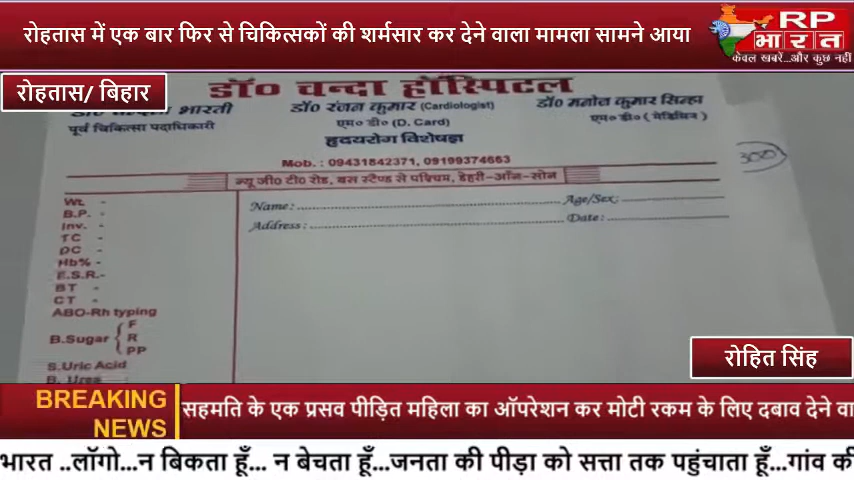 रोहतास में एक बार फिर से चिकित्सकों की शर्मसार कर देने वाला मामला सामने आया
RP
भारत
केवल खबरें...और कुछ नहीं
रोहतास/ बिहार
डॉ० चन्दा हॉस्पिटल
भारती
पूर्व चिकित्सा पदाधिकारी
डॉ० रंजन कुमार (Cardiologist)
एम० डी० (D. Card)
हृदयरोग विशेषज्ञ
डॉ० मनोज कुमार सिन्हा
एम० डी० ( मेडिसिन )
Mob. : 09431842371, 09199374663
300
न्यू जी० टी० रोड, बस स्टैण्ड से पश्चिम, डेहरी-ऑन-सोन
Wt. -
B.P. -
Inv. -
TC -
DC -
Hb% -
E.S.R.-
BT -
CT -
ABO-Rh typing
B.Sugar { F
R
PP
S.Uric Acid
B. Urea :
Name: Age/Sex:
Address: Date:
रोहित सिंह
BREAKING NEWS
सहमति के एक प्रसव पीड़ित महिला का ऑपरेशन कर मोटी रकम के लिए दबाव देने वा
भारत ..लॉगो...न बिकता हूँ... न बेचता हूँ...जनता की पीड़ा को सत्ता तक पहुंचाता हूँ...गांव की